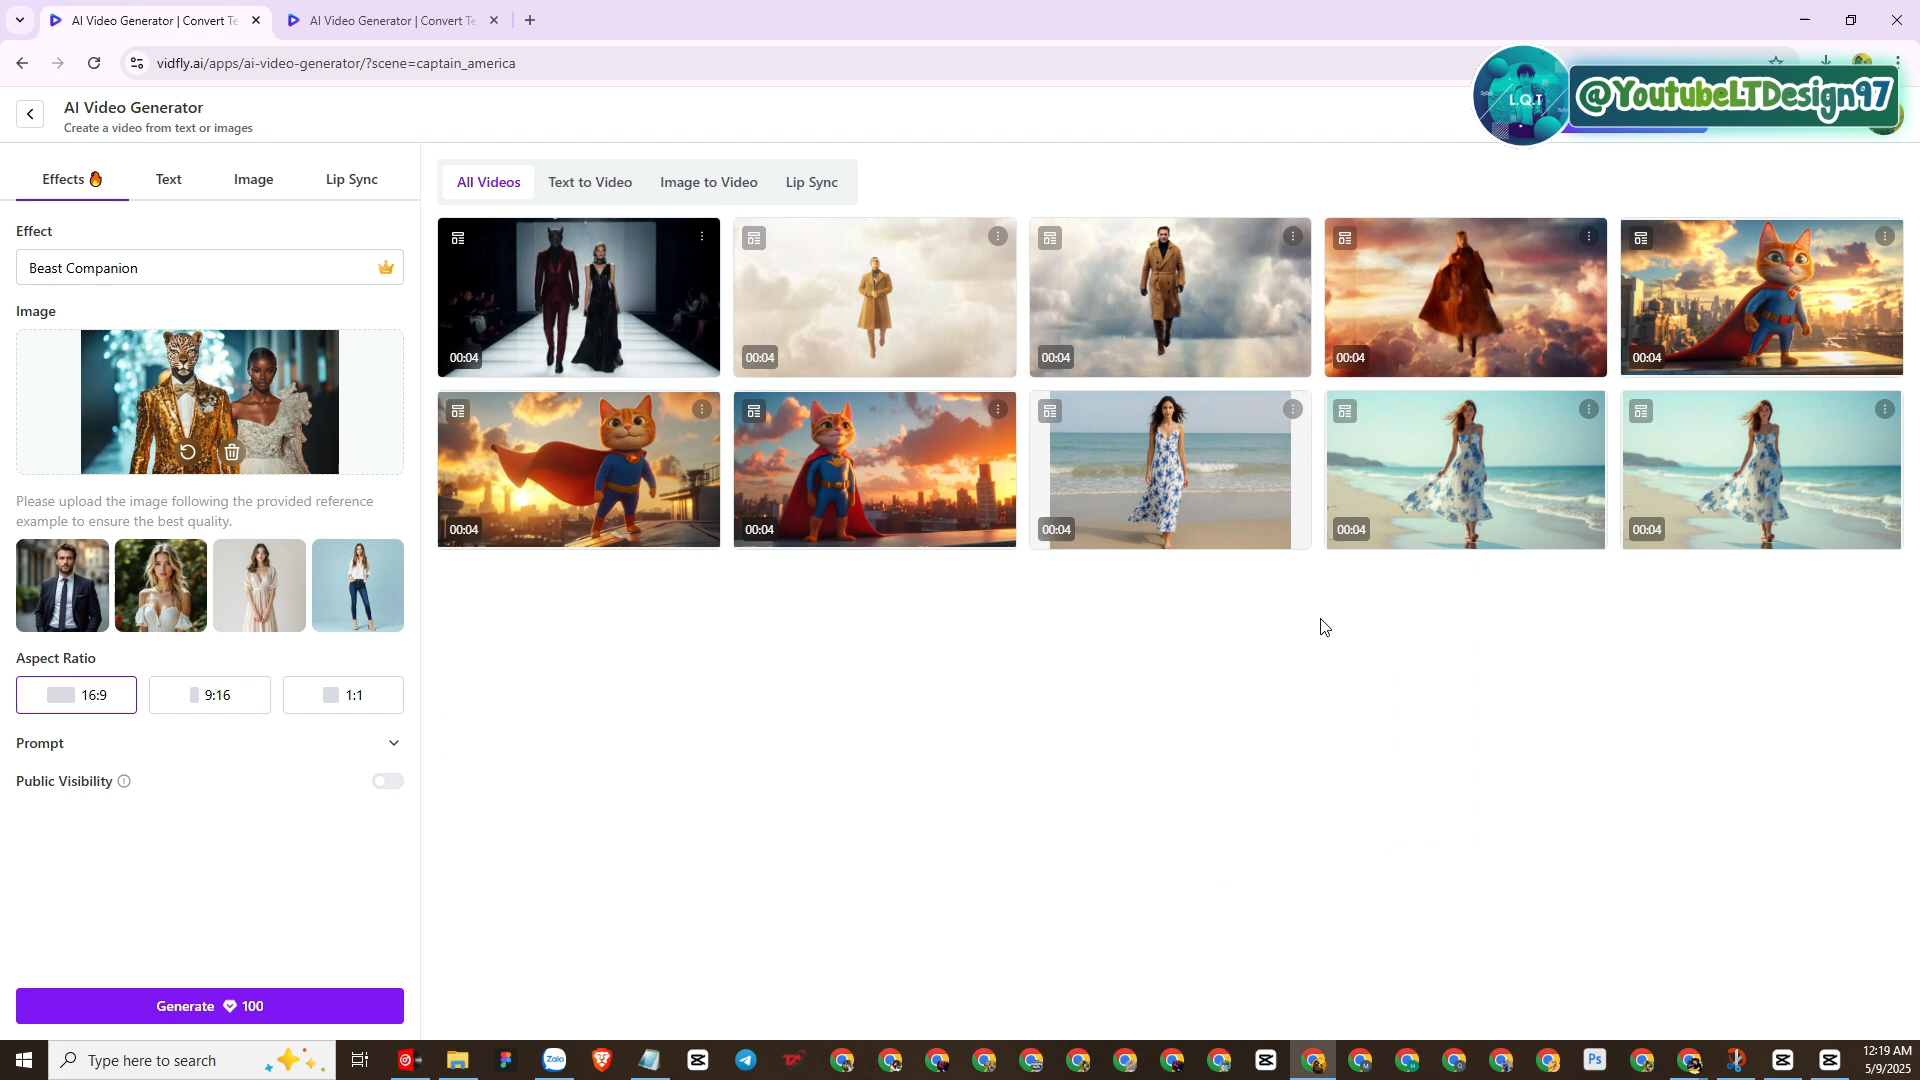 AI Video Generator | Convert Te
AI Video Generator | Convert Te
vidfly.ai/apps/ai-video-generator/?scene=captain_america
L.Q.T
@YoutubeLTDesign97
AI Video Generator
Create a video from text or images
Effects
Text
Image
Lip Sync
All Videos
Text to Video
Image to Video
Lip Sync
Effect
Beast Companion
Image
Please upload the image following the provided reference
example to ensure the best quality.
Aspect Ratio
16:9
9:16
1:1
Prompt
Public Visibility
Generate 100
00:04
00:04
00:04
00:04
00:04
00:04
00:04
00:04
00:04
00:04
Type here to search
Zalo
Ps
12:19 AM
5/9/2025